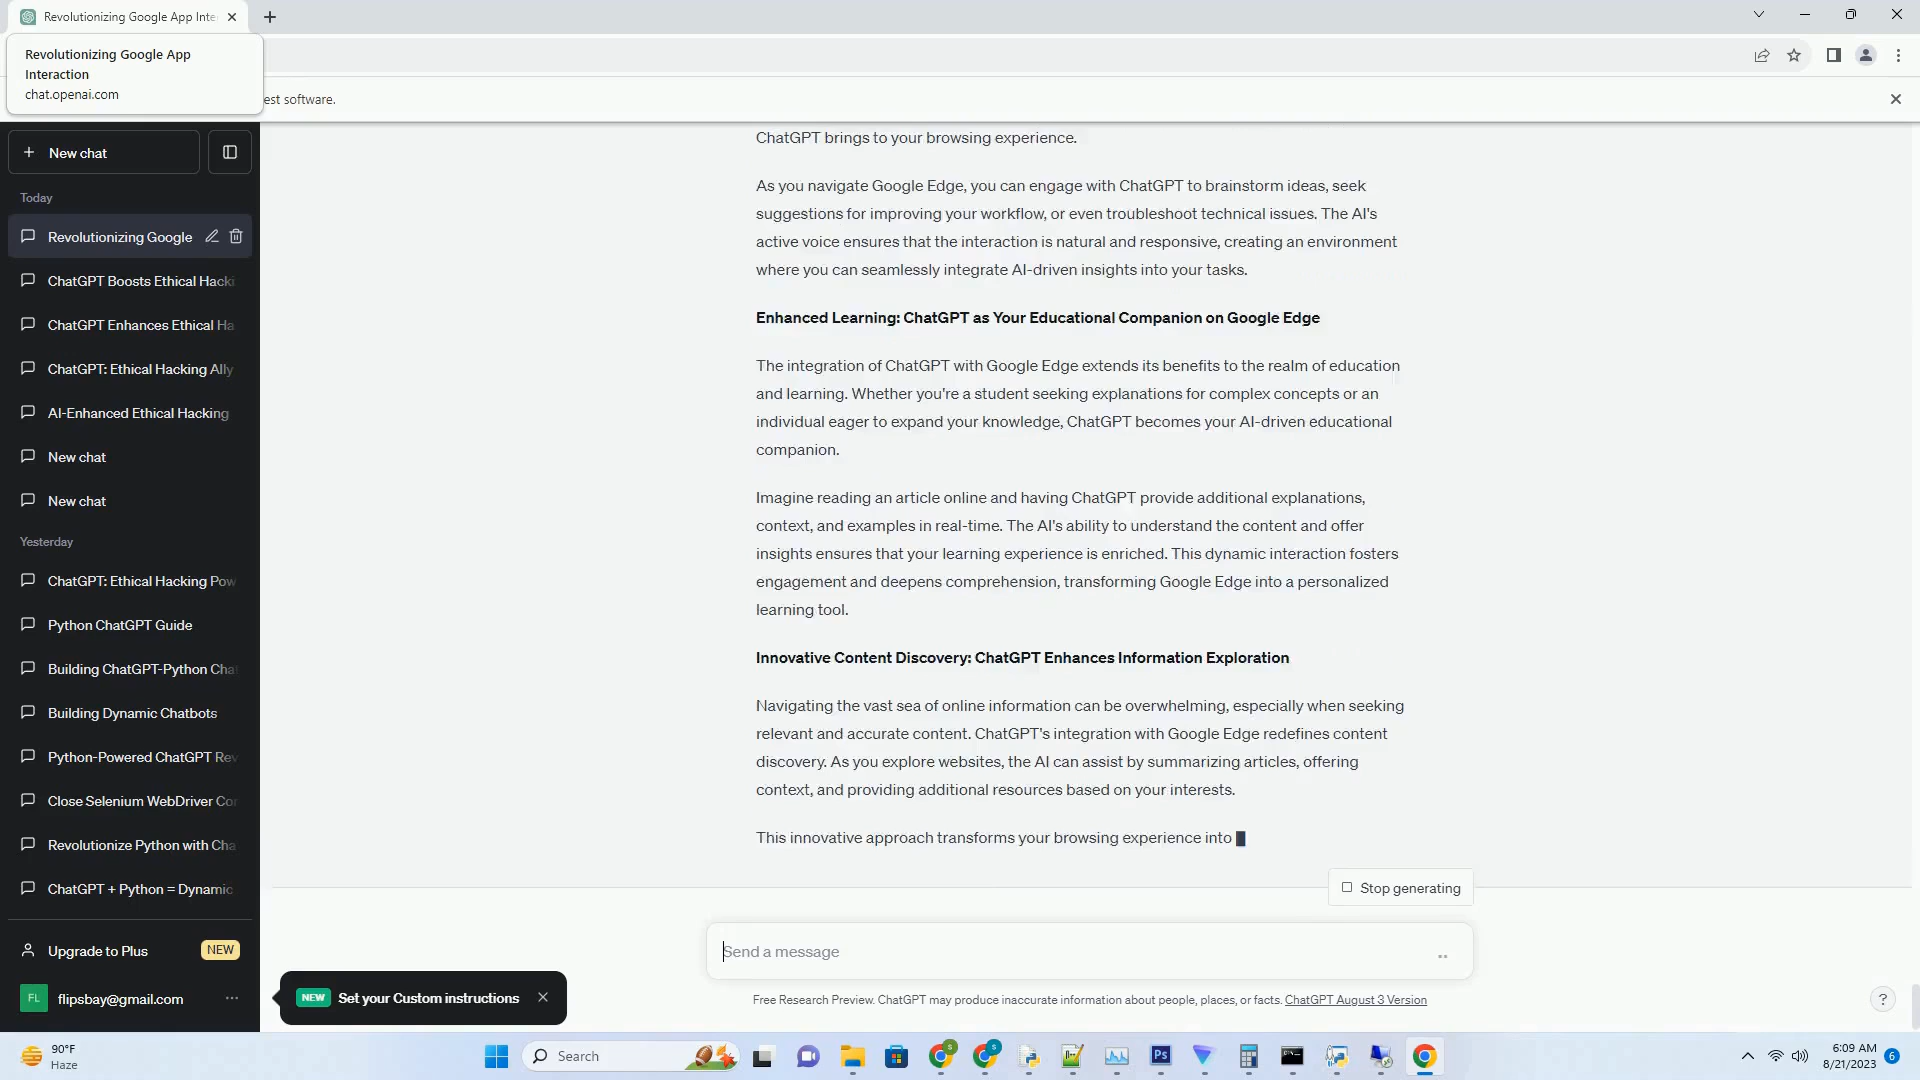 Revolutionizing Google App Inte
Revolutionizing Google App
Interaction
chat.openai.com
est software.
New chat
Today
Revolutionizing Google
ChatGPT Boosts Ethical Hacki
ChatGPT Enhances Ethical Ha
ChatGPT: Ethical Hacking Ally
AI-Enhanced Ethical Hacking
New chat
New chat
Yesterday
ChatGPT: Ethical Hacking Pow
Python ChatGPT Guide
Building ChatGPT-Python Cha
Building Dynamic Chatbots
Python-Powered ChatGPT Rev
Close Selenium WebDriver Cor
Revolutionize Python with Cha
ChatGPT + Python = Dynamic
Upgrade to Plus NEW
FL flipsbay@gmail.com
ChatGPT brings to your browsing experience.
As you navigate Google Edge, you can engage with ChatGPT to brainstorm ideas, seek
suggestions for improving your workflow, or even troubleshoot technical issues. The AI's
active voice ensures that the interaction is natural and responsive, creating an environment
where you can seamlessly integrate AI-driven insights into your tasks.
Enhanced Learning: ChatGPT as Your Educational Companion on Google Edge
The integration of ChatGPT with Google Edge extends its benefits to the realm of education
and learning. Whether you're a student seeking explanations for complex concepts or an
individual eager to expand your knowledge, ChatGPT becomes your AI-driven educational
companion.
Imagine reading an article online and having ChatGPT provide additional explanations,
context, and examples in real-time. The AI's ability to understand the content and offer
insights ensures that your learning experience is enriched. This dynamic interaction fosters
engagement and deepens comprehension, transforming Google Edge into a personalized
learning tool.
Innovative Content Discovery: ChatGPT Enhances Information Exploration
Navigating the vast sea of online information can be overwhelming, especially when seeking
relevant and accurate content. ChatGPT's integration with Google Edge redefines content
discovery. As you explore websites, the AI can assist by summarizing articles, offering
context, and providing additional resources based on your interests.
This innovative approach transforms your browsing experience into
Stop generating
Send a message
NEW Set your Custom instructions
Free Research Preview. ChatGPT may produce inaccurate information about people, places, or facts. ChatGPT August 3 Version
?
90°F
Haze
Search
S
S
Ps
6:09 AM
8/21/2023
6